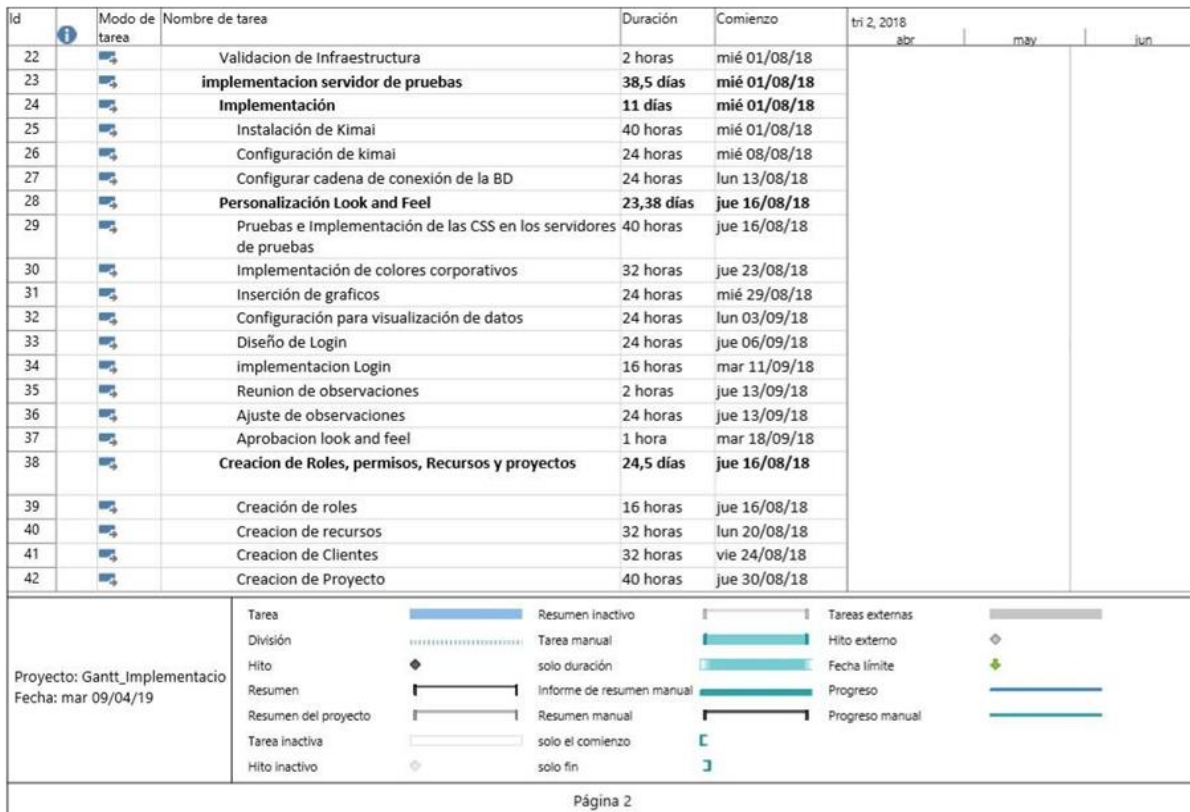 Id Modo de tarea Nombre de tarea Duración Comienzo tri 2, 2018
abr may jun
22 Validacion de Infraestructura 2 horas mié 01/08/18
23 implementacion servidor de pruebas 38,5 días mié 01/08/18
24 Implementación 11 días mié 01/08/18
25 Instalación de Kimai 40 horas mié 01/08/18
26 Configuración de kimai 24 horas mié 08/08/18
27 Configurar cadena de conexión de la BD 24 horas lun 13/08/18
28 Personalización Look and Feel 23,38 días jue 16/08/18
29 Pruebas e Implementación de las CSS en los servidores 40 horas jue 16/08/18
de pruebas
30 Implementación de colores corporativos 32 horas jue 23/08/18
31 Inserción de graficos 24 horas mié 29/08/18
32 Configuración para visualización de datos 24 horas lun 03/09/18
33 Diseño de Login 24 horas jue 06/09/18
34 implementacion Login 16 horas mar 11/09/18
35 Reunion de observaciones 2 horas jue 13/09/18
36 Ajuste de observaciones 24 horas jue 13/09/18
37 Aprobacion look and feel 1 hora mar 18/09/18
38 Creacion de Roles, permisos, Recursos y proyectos 24,5 días jue 16/08/18
39 Creación de roles 16 horas jue 16/08/18
40 Creacion de recursos 32 horas lun 20/08/18
41 Creacion de Clientes 32 horas vie 24/08/18
42 Creacion de Proyecto 40 horas jue 30/08/18
Proyecto: Gantt_Implementacio
Fecha: mar 09/04/19
Tarea Resumen inactivo Tareas externas
División Tarea manual Hito externo
Hito solo duración Fecha límite
Resumen Informe de resumen manual Progreso
Resumen del proyecto Resumen manual Progreso manual
Tarea inactiva solo el comienzo
Hito inactivo solo fin
Página 2